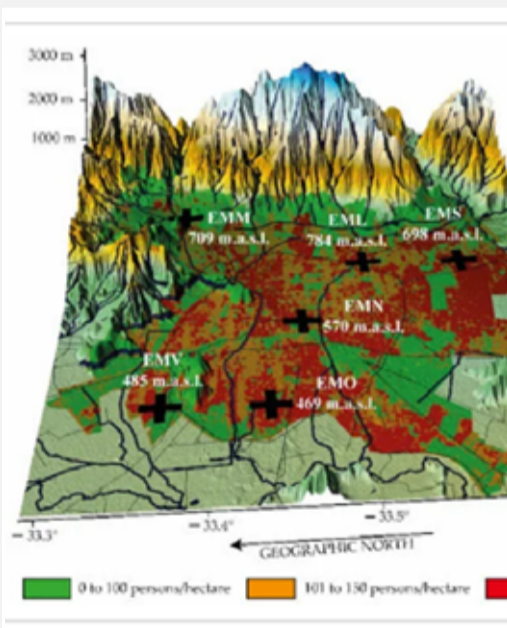 3000 m
2000 m
1000 m
EMM
709 m.a.s.l.
EML
784 m.a.s.l.
EMS
698 m.a.s.l.
EMN
570 m.a.s.l.
EMV
485 m.a.s.l.
EMO
469 m.a.s.l.
-33.3°
-33.4°
-33.5°
GEOGRAPHIC NORTH
0 to 100 persons/hectare
101 to 150 persons/hectare